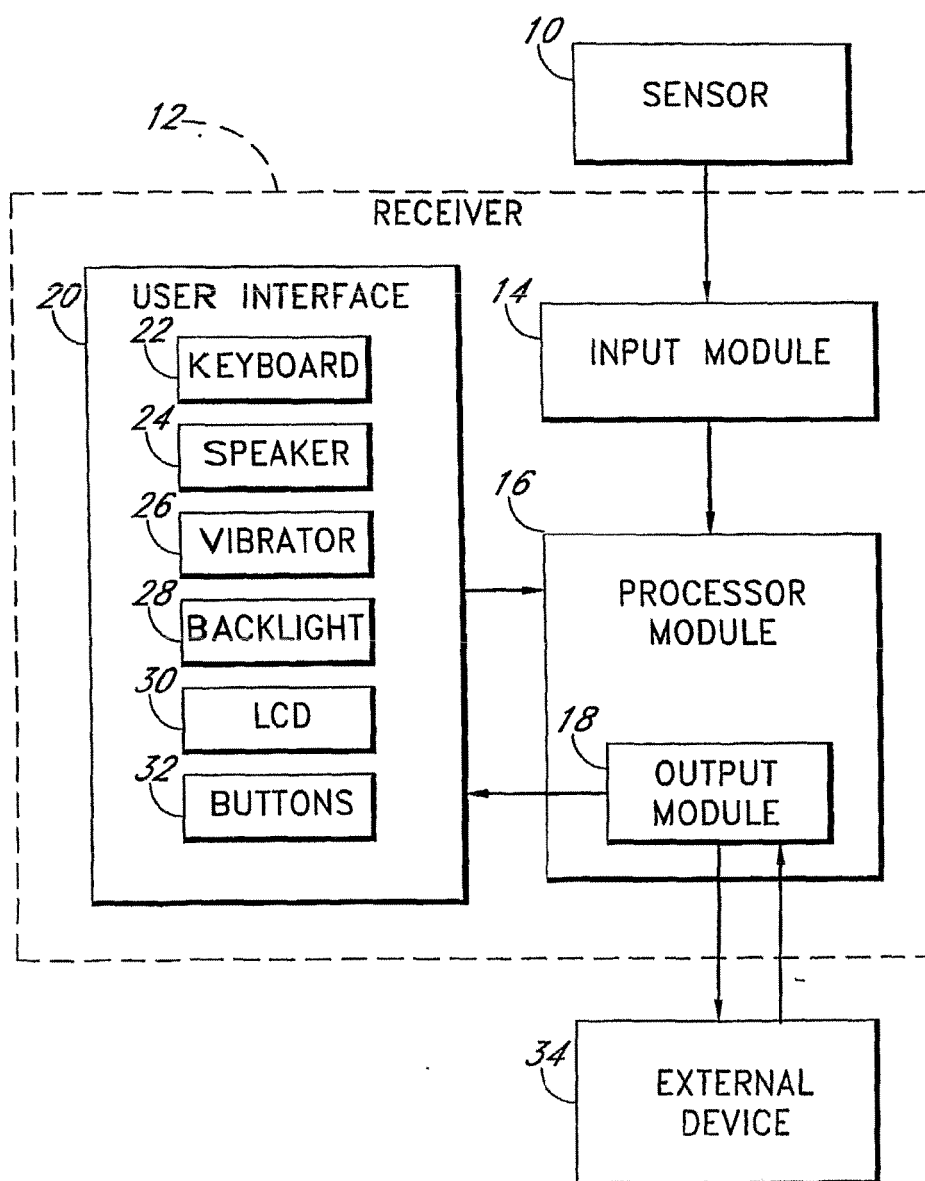 10
SENSOR
12
RECEIVER
20
USER INTERFACE
22
KEYBOARD
24
SPEAKER
26
VIBRATOR
28
BACKLIGHT
30
LCD
32
BUTTONS
14
INPUT MODULE
16
PROCESSOR
MODULE
18
OUTPUT
MODULE
34
EXTERNAL
DEVICE